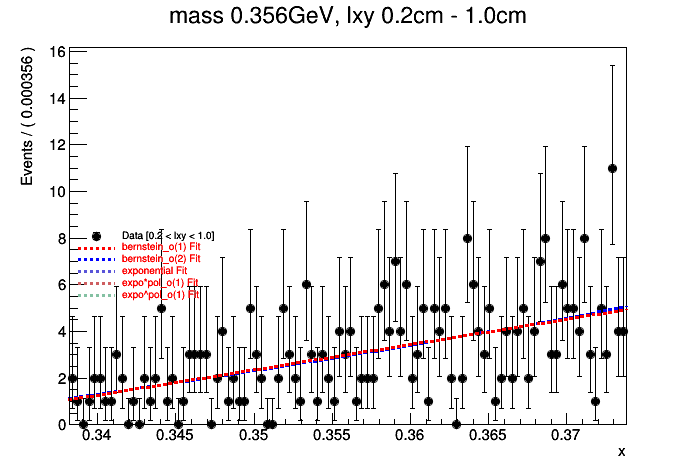 mass 0.356GeV, lxy 0.2cm - 1.0cm
Events / ( 0.000356 )
16
14
12
10
8
6
4
2
0
Data [0.2 < lxy < 1.0]
bernstein_o(1) Fit
bernstein_o(2) Fit
exponential Fit
expo*pol_o(1) Fit
expo^pol_o(1) Fit
0.34 0.345 0.35 0.355 0.36 0.365 0.37
x